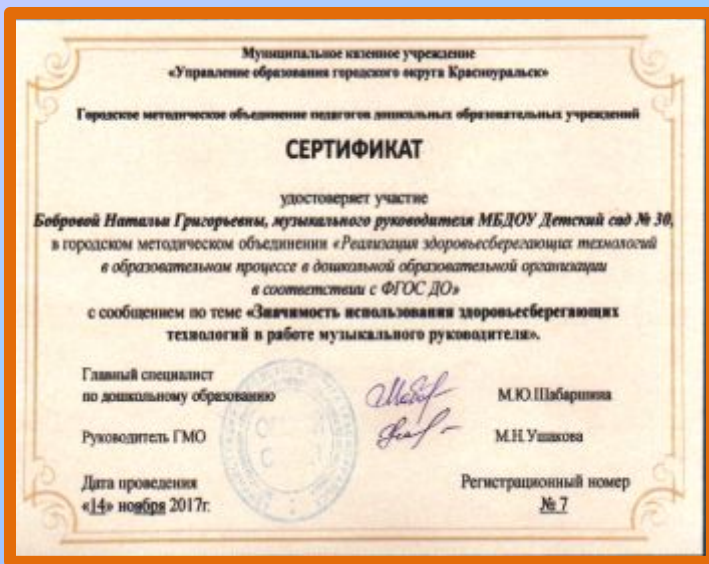 Муниципальное казенное учреждение
«Управление образования городского округа Красноуральск»
Городское методическое объединение педагогов дошкольных образовательных учреждений
СЕРТИФИКАТ
удостоверяет участие
Бобровой Натальи Григорьевны, музыкального руководителя МБДОУ Детский сад № 30,
в городском методическом объединении «Реализация здоровьесберегающих технологий
в образовательном процессе в дошкольной образовательной организации
в соответствии с ФГОС ДО»
с сообщением по теме «Значимость использования здоровьесберегающих
технологий в работе музыкального руководителя».
Главный специалист
по дошкольному образованию М.Ю.Шабаршина
Руководитель ГМО М.Н.Ушакова
Дата проведения Регистрационный номер
«14» ноября 2017г. № 7